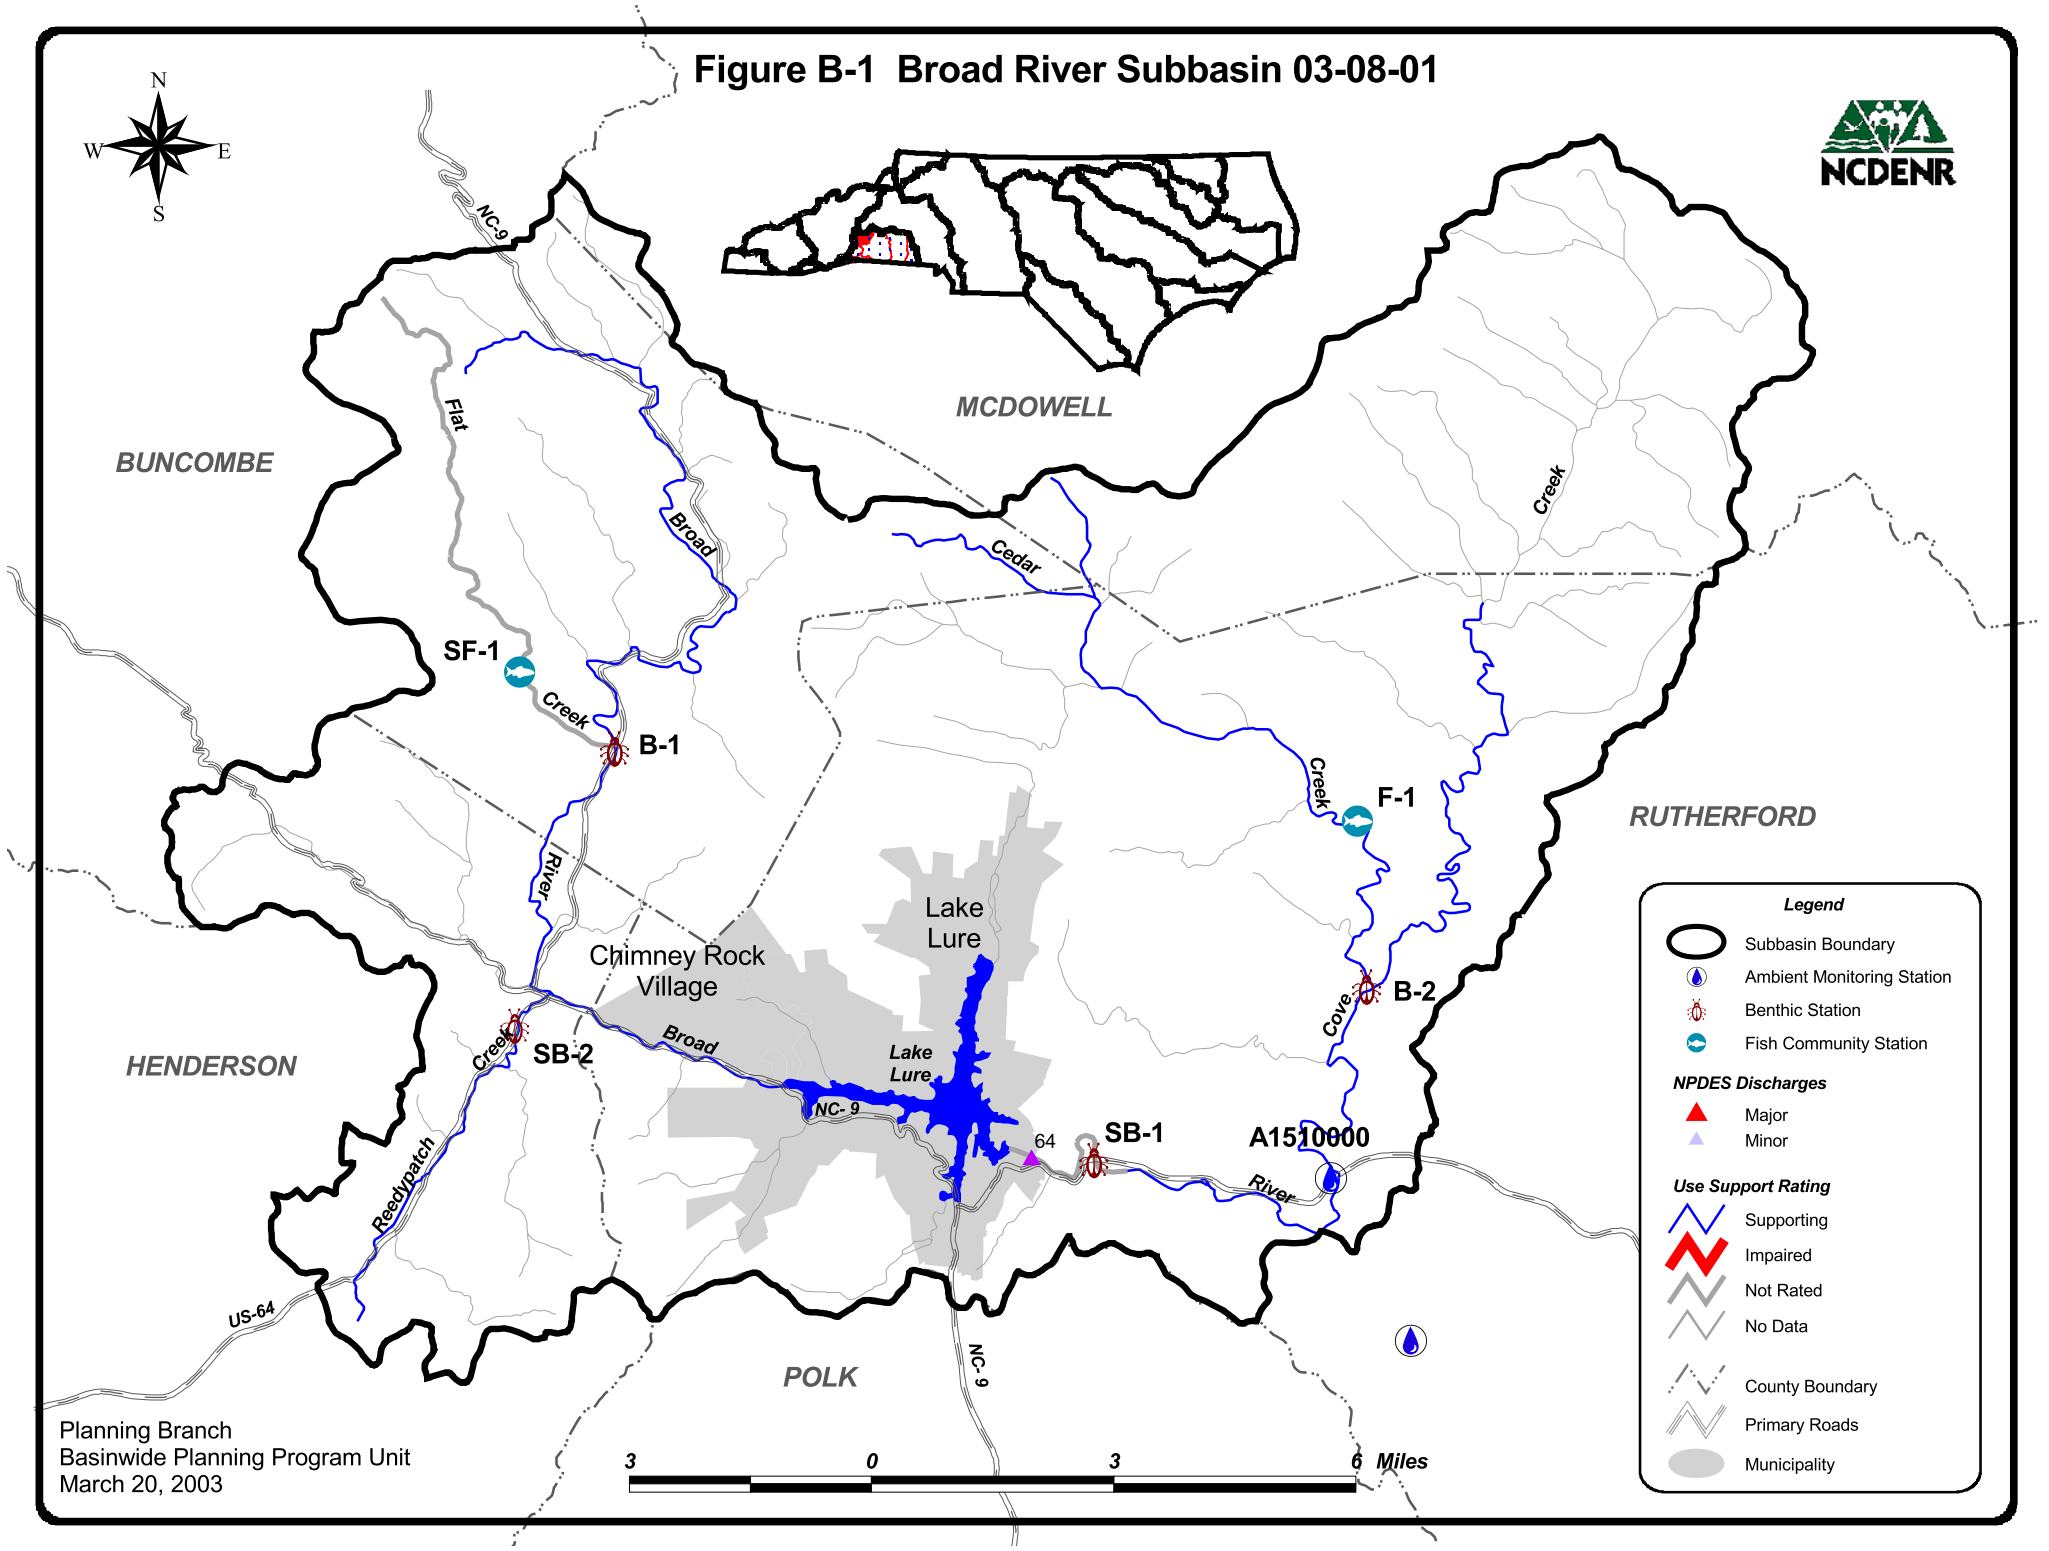 Figure B-1 Broad River Subbasin 03-08-01
N
W
E
S
NCDENR
NC-9
MCDOWELL
BUNCOMBE
Flat
Creek
Broad
Cedar
SF-1
Creek
B-1
Creek
F-1
RUTHERFORD
River
Lake
Lure
Chimney Rock
Village
B-2
Cove
HENDERSON
Creek
SB-2
Broad
Lake
Lure
NC- 9
64
SB-1
A1510000
Reedypatch
River
US-64
NC- 9
POLK
Legend
Subbasin Boundary
Ambient Monitoring Station
Benthic Station
Fish Community Station
NPDES Discharges
Major
Minor
Use Support Rating
Supporting
Impaired
Not Rated
No Data
County Boundary
Primary Roads
Municipality
Planning Branch
Basinwide Planning Program Unit
March 20, 2003
3 0 3 6 Miles